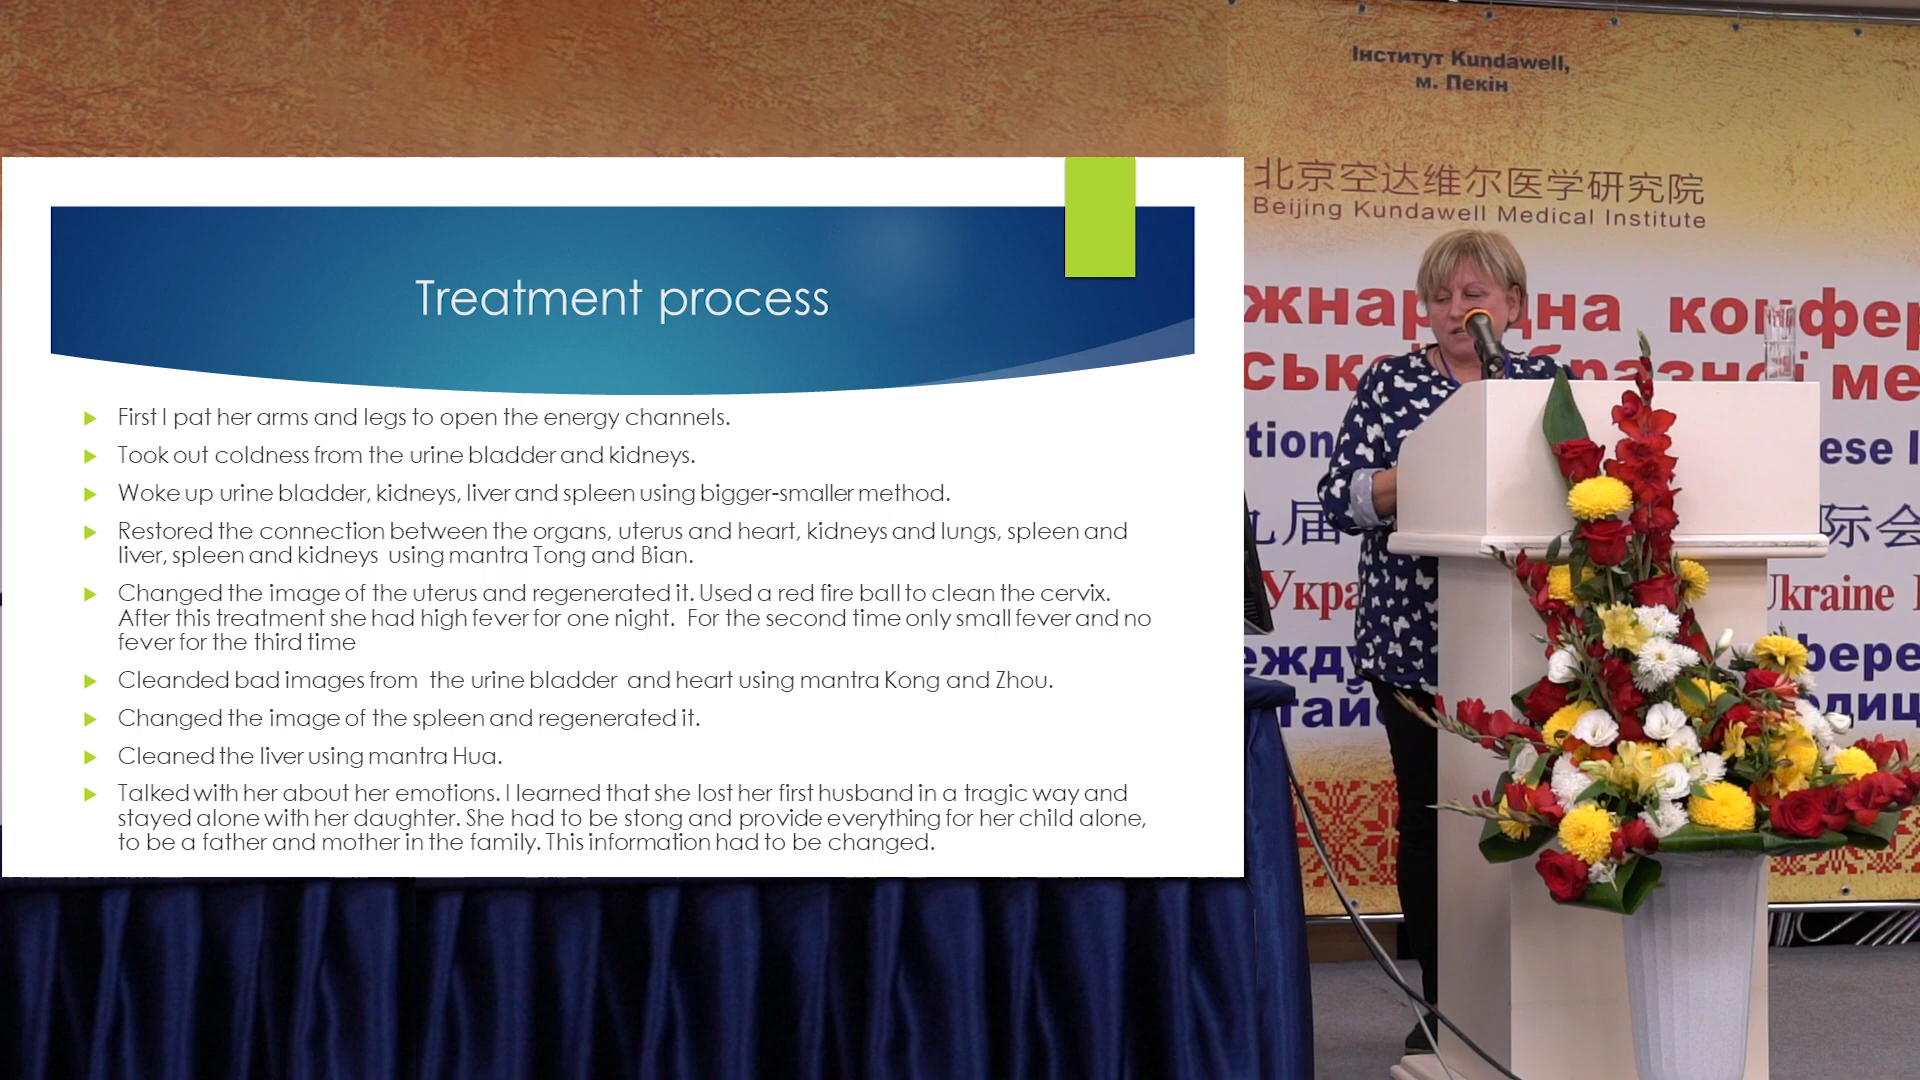 Інститут Kundawell,
м. Пекін
北京空达维尔医学研究院
Beijing Kundawell Medical Institute
Treatment process
First I pat her arms and legs to open the energy channels.
Took out coldness from the urine bladder and kidneys.
Woke up urine bladder, kidneys, liver and spleen using bigger-smaller method.
Restored the connection between the organs, uterus and heart, kidneys and lungs, spleen and
liver, spleen and kidneys using mantra Tong and Bian.
Changed the image of the uterus and regenerated it. Used a red fire ball to clean the cervix.
After this treatment she had high fever for one night. For the second time only small fever and no
fever for the third time
Cleanded bad images from the urine bladder and heart using mantra Kong and Zhou.
Changed the image of the spleen and regenerated it.
Cleaned the liver using mantra Hua.
Talked with her about her emotions. I learned that she lost her first husband in a tragic way and
stayed alone with her daughter. She had to be stong and provide everything for her child alone,
to be a father and mother in the family. This information had to be changed.
жнар дна конфер
ськ бразної ме
tion ese I
九届 际会
Укра Ukraine
ежду фере
тайс едиц